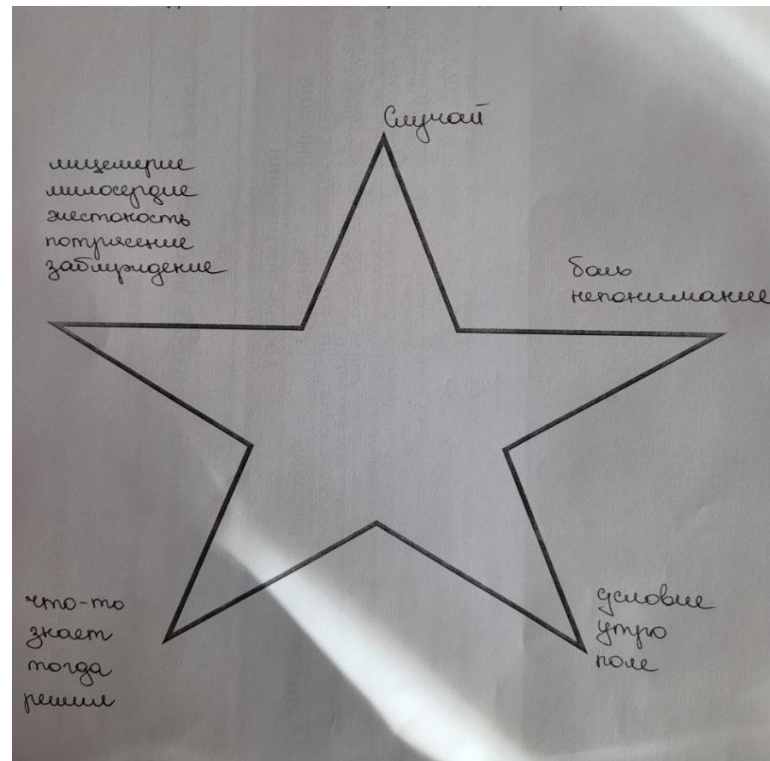 Случай
лицемерие
милосердие
жестокость
потрясение
заблуждение
боль
непонимание
что-то
знает
тогда
решил
условие
утро
поле